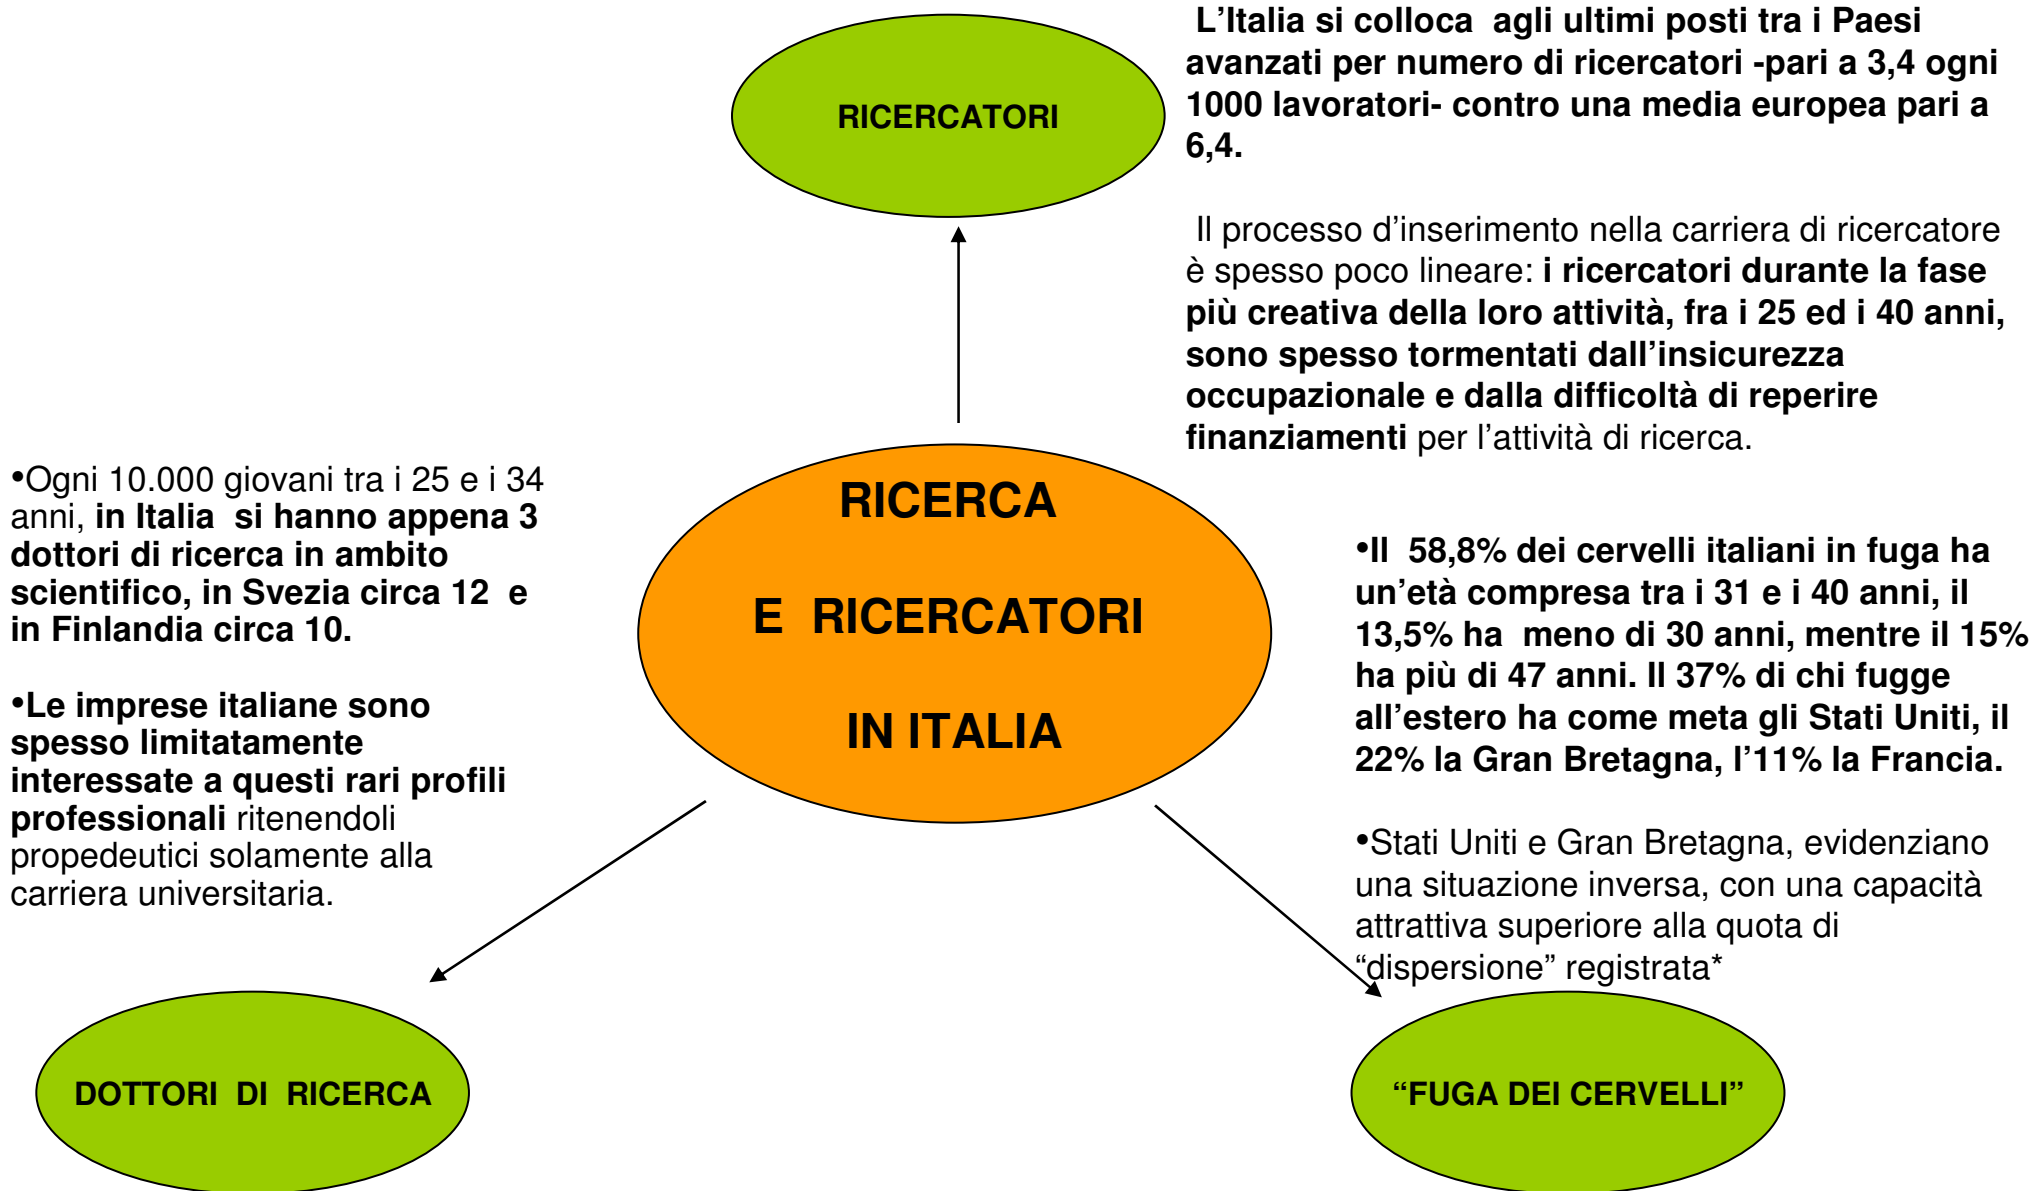 RICERCATORI
L’Italia si colloca  agli ultimi posti tra i Paesi
avanzati per numero di ricercatori -pari a 3,4 ogni
1000 lavoratori- contro una media europea pari a
6,4.
Il processo d’inserimento nella carriera di ricercatore
è spesso poco lineare: i ricercatori durante la fase
più creativa della loro attività, fra i 25 ed i 40 anni,
sono spesso tormentati dall’insicurezza
occupazionale e dalla difficoltà di reperire
finanziamenti per l’attività di ricerca.
RICERCA
E  RICERCATORI
IN ITALIA
•Ogni 10.000 giovani tra i 25 e i 34
anni, in Italia  si hanno appena 3
dottori di ricerca in ambito
scientifico, in Svezia circa 12  e
in Finlandia circa 10.
•Le imprese italiane sono
spesso limitatamente
interessate a questi rari profili
professionali ritenendoli
propedeutici solamente alla
carriera universitaria.
•Il  58,8% dei cervelli italiani in fuga ha
un’età compresa tra i 31 e i 40 anni, il
13,5% ha  meno di 30 anni, mentre il 15%
ha più di 47 anni. Il 37% di chi fugge
all’estero ha come meta gli Stati Uniti, il
22% la Gran Bretagna, l’11% la Francia.
•Stati Uniti e Gran Bretagna, evidenziano
una situazione inversa, con una capacità
attrattiva superiore alla quota di
“dispersione” registrata*
DOTTORI  DI  RICERCA
“FUGA DEI CERVELLI”